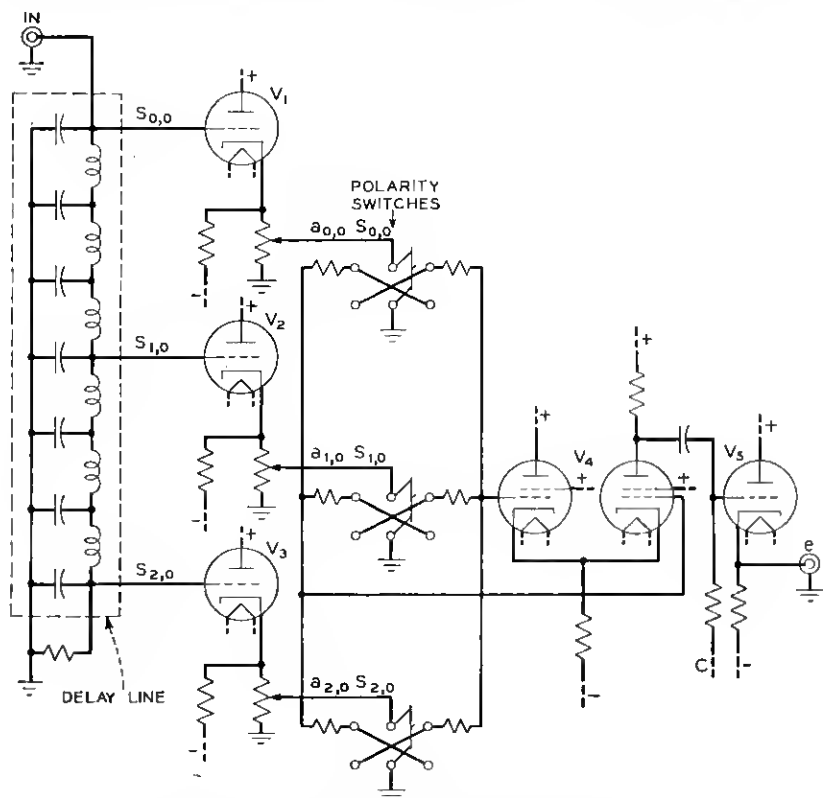 IN
S0,0
+
V1
POLARITY
SWITCHES
a0,0 S0,0
-
+
V2
S1,0
a1,0 S1,0
-
+
V3
S2,0
a2,0 S2,0
-
DELAY LINE
+
V4
+
+
+
-
+
V5
e
C
-